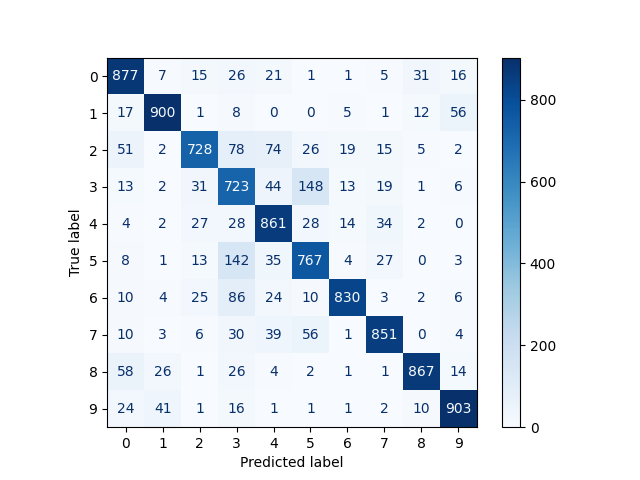 0 877 7 15 26 21 1 1 5 31 16
1 17 900 1 8 0 0 5 1 12 56
2 51 2 728 78 74 26 19 15 5 2
3 13 2 31 723 44 148 13 19 1 6
4 4 2 27 28 861 28 14 34 2 0
5 8 1 13 142 35 767 4 27 0 3
6 10 4 25 86 24 10 830 3 2 6
7 10 3 6 30 39 56 1 851 0 4
8 58 26 1 26 4 2 1 1 867 14
9 24 41 1 16 1 1 1 2 10 903
0 1 2 3 4 5 6 7 8 9
Predicted label
True label
800
600
400
200
0